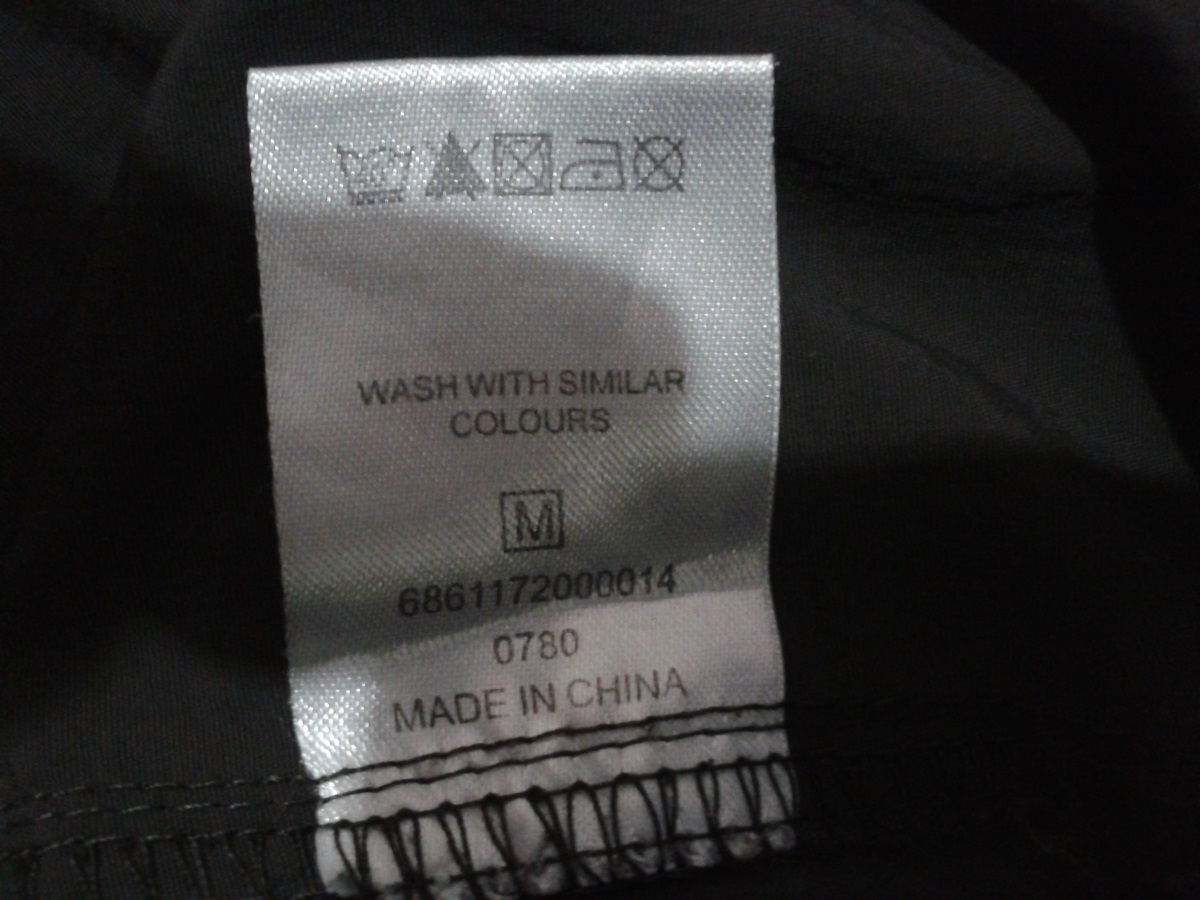 WASH WITH SIMILAR
COLOURS
M
6861172000014
0780
MADE IN CHINA